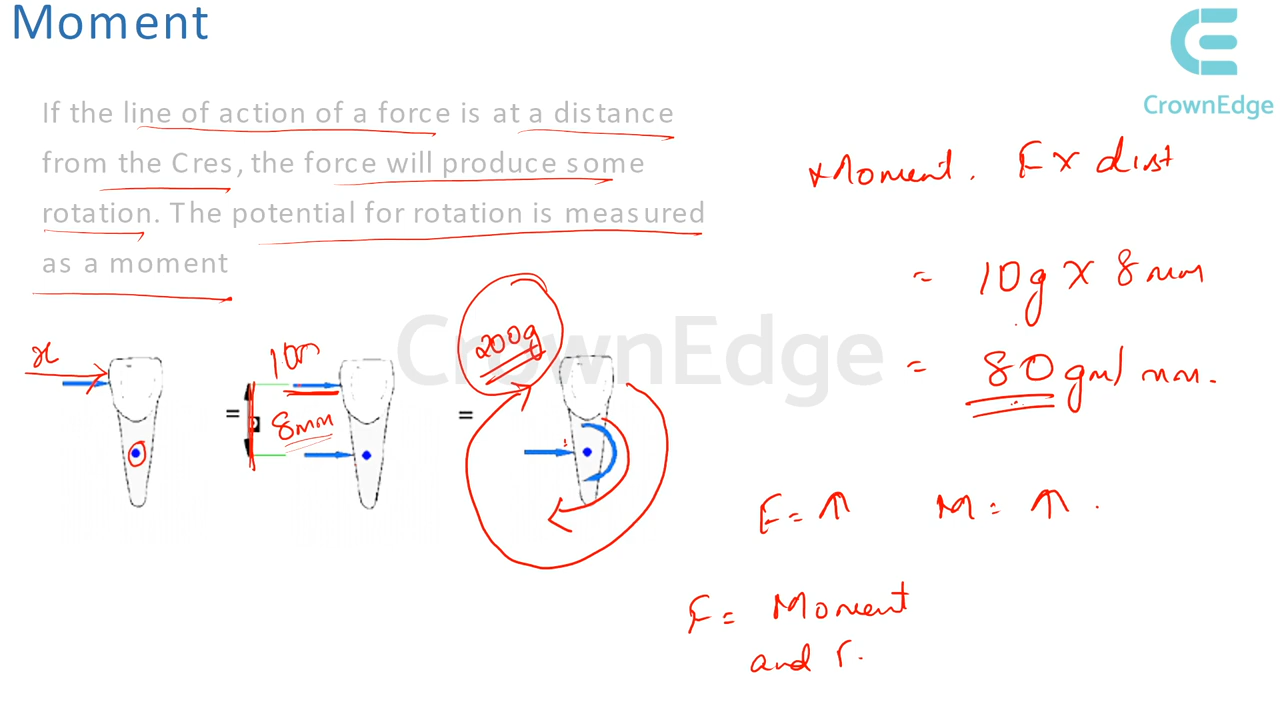 Moment
CrownEdge
If the line of action of a force is at a distance
from the Cres, the force will produce some
rotation. The potential for rotation is measured
as a moment
Moment. F x dist
= 10g x 8mm
= 80 gm/mm.
CrownEdge
x
=
8mm
=
200g
F = ↑ M = ↑
F = Moment
and r.